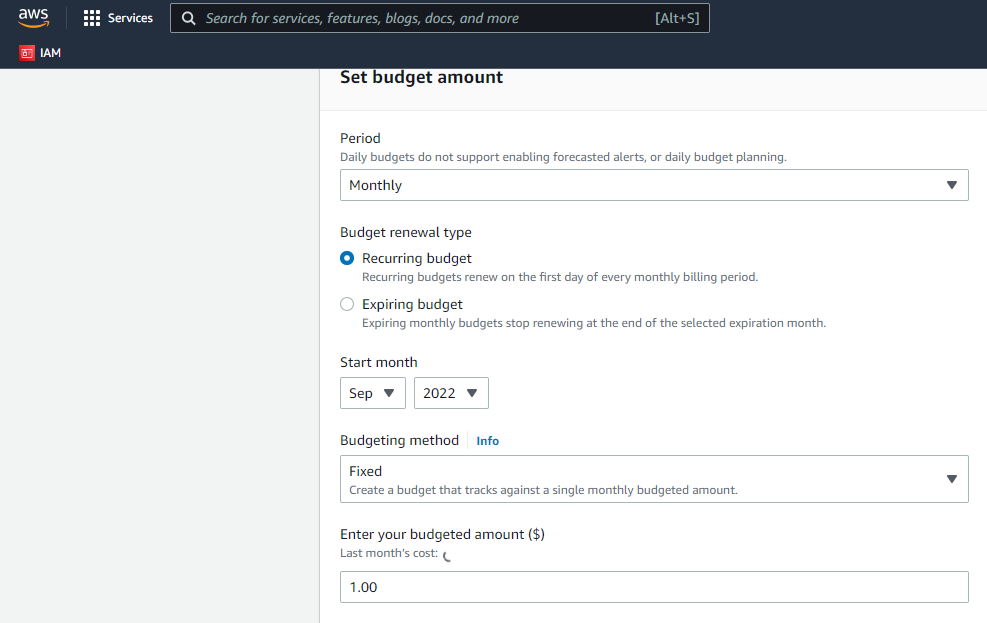 aws
Services
Search for services, features, blogs, docs, and more
[Alt+S]
IAM
Set budget amount
Period
Daily budgets do not support enabling forecasted alerts, or daily budget planning.
Monthly
Budget renewal type
Recurring budget
Recurring budgets renew on the first day of every monthly billing period.
Expiring budget
Expiring monthly budgets stop renewing at the end of the selected expiration month.
Start month
Sep
2022
Budgeting method
Info
Fixed
Create a budget that tracks against a single monthly budgeted amount.
Enter your budgeted amount ($)
Last month's cost:
1.00